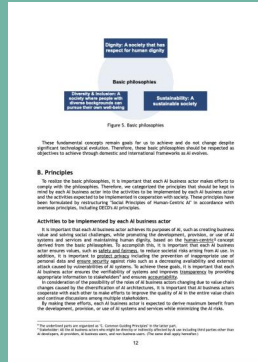 Dignity: A society that has
respect for human dignity
Basic philosophies
Diversity & Inclusion: A
society where people with
diverse backgrounds can
pursue their own well-being
Sustainability: A
sustainable society
Figure 5. Basic philosophies
These fundamental concepts remain goals for us to achieve and do not change despite
significant technological evolution. Therefore, these basic philosophies should be respected as
objectives to achieve through domestic and international frameworks as AI evolves.
B. Principles
To realize the basic philosophies, it is important that each AI business actor makes efforts to
comply with the philosophies. Therefore, we categorized the principles that should be kept in
mind by each AI business actor into the activities to be implemented by each AI business actor
and the activities expected to be implemented in cooperation with society. These principles have
been formulated by restructuring "Social Principles of Human-Centric AI" in accordance with
overseas principles, including OECD's AI principles.
Activities to be implemented by each AI business actor
It is important that each AI business actor achieves its purposes of AI, such as creating business
value and solving social challenges, while promoting the development, provision, or use of AI
systems and services and maintaining human dignity, based on the human-centric concept
derived from the basic philosophies. To accomplish this, it is important that each AI business
actor ensures values, such as safety and fairness, to reduce societal risks arising from AI use. In
addition, it is important to protect privacy including the prevention of inappropriate use of
personal data and ensure security against risks such as a decreasing availability and external
attack caused by vulnerabilities of AI systems. To achieve these goals, it is important that each
AI business actor ensures the verifiability of systems and improves transparency by providing
appropriate information to stakeholders and ensures accountability.
In consideration of the possibility of the roles of AI business actors changing due to value chain
changes caused by the diversification of AI architectures, it is important that AI business actors
cooperate with each other to make efforts to improve the quality of AI in the entire value chain
and continue discussions among multiple stakeholders.
By making these efforts, each AI business actor is expected to derive maximum benefit from
the development, provision, or use of AI systems and services while minimizing the AI risks.
12